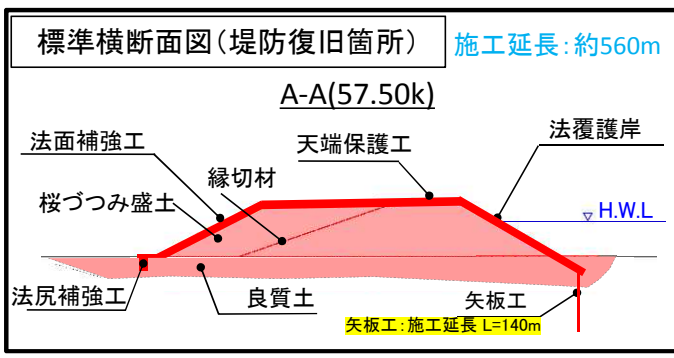 標準横断面図(堤防復旧箇所)
施工延長：約560m
A-A(57.50k)
法面補強工
天端保護工
法覆護岸
縁切材
桜づつみ盛土
H.W.L
法尻補強工
良質土
矢板工
矢板工：施工延長 L=140m